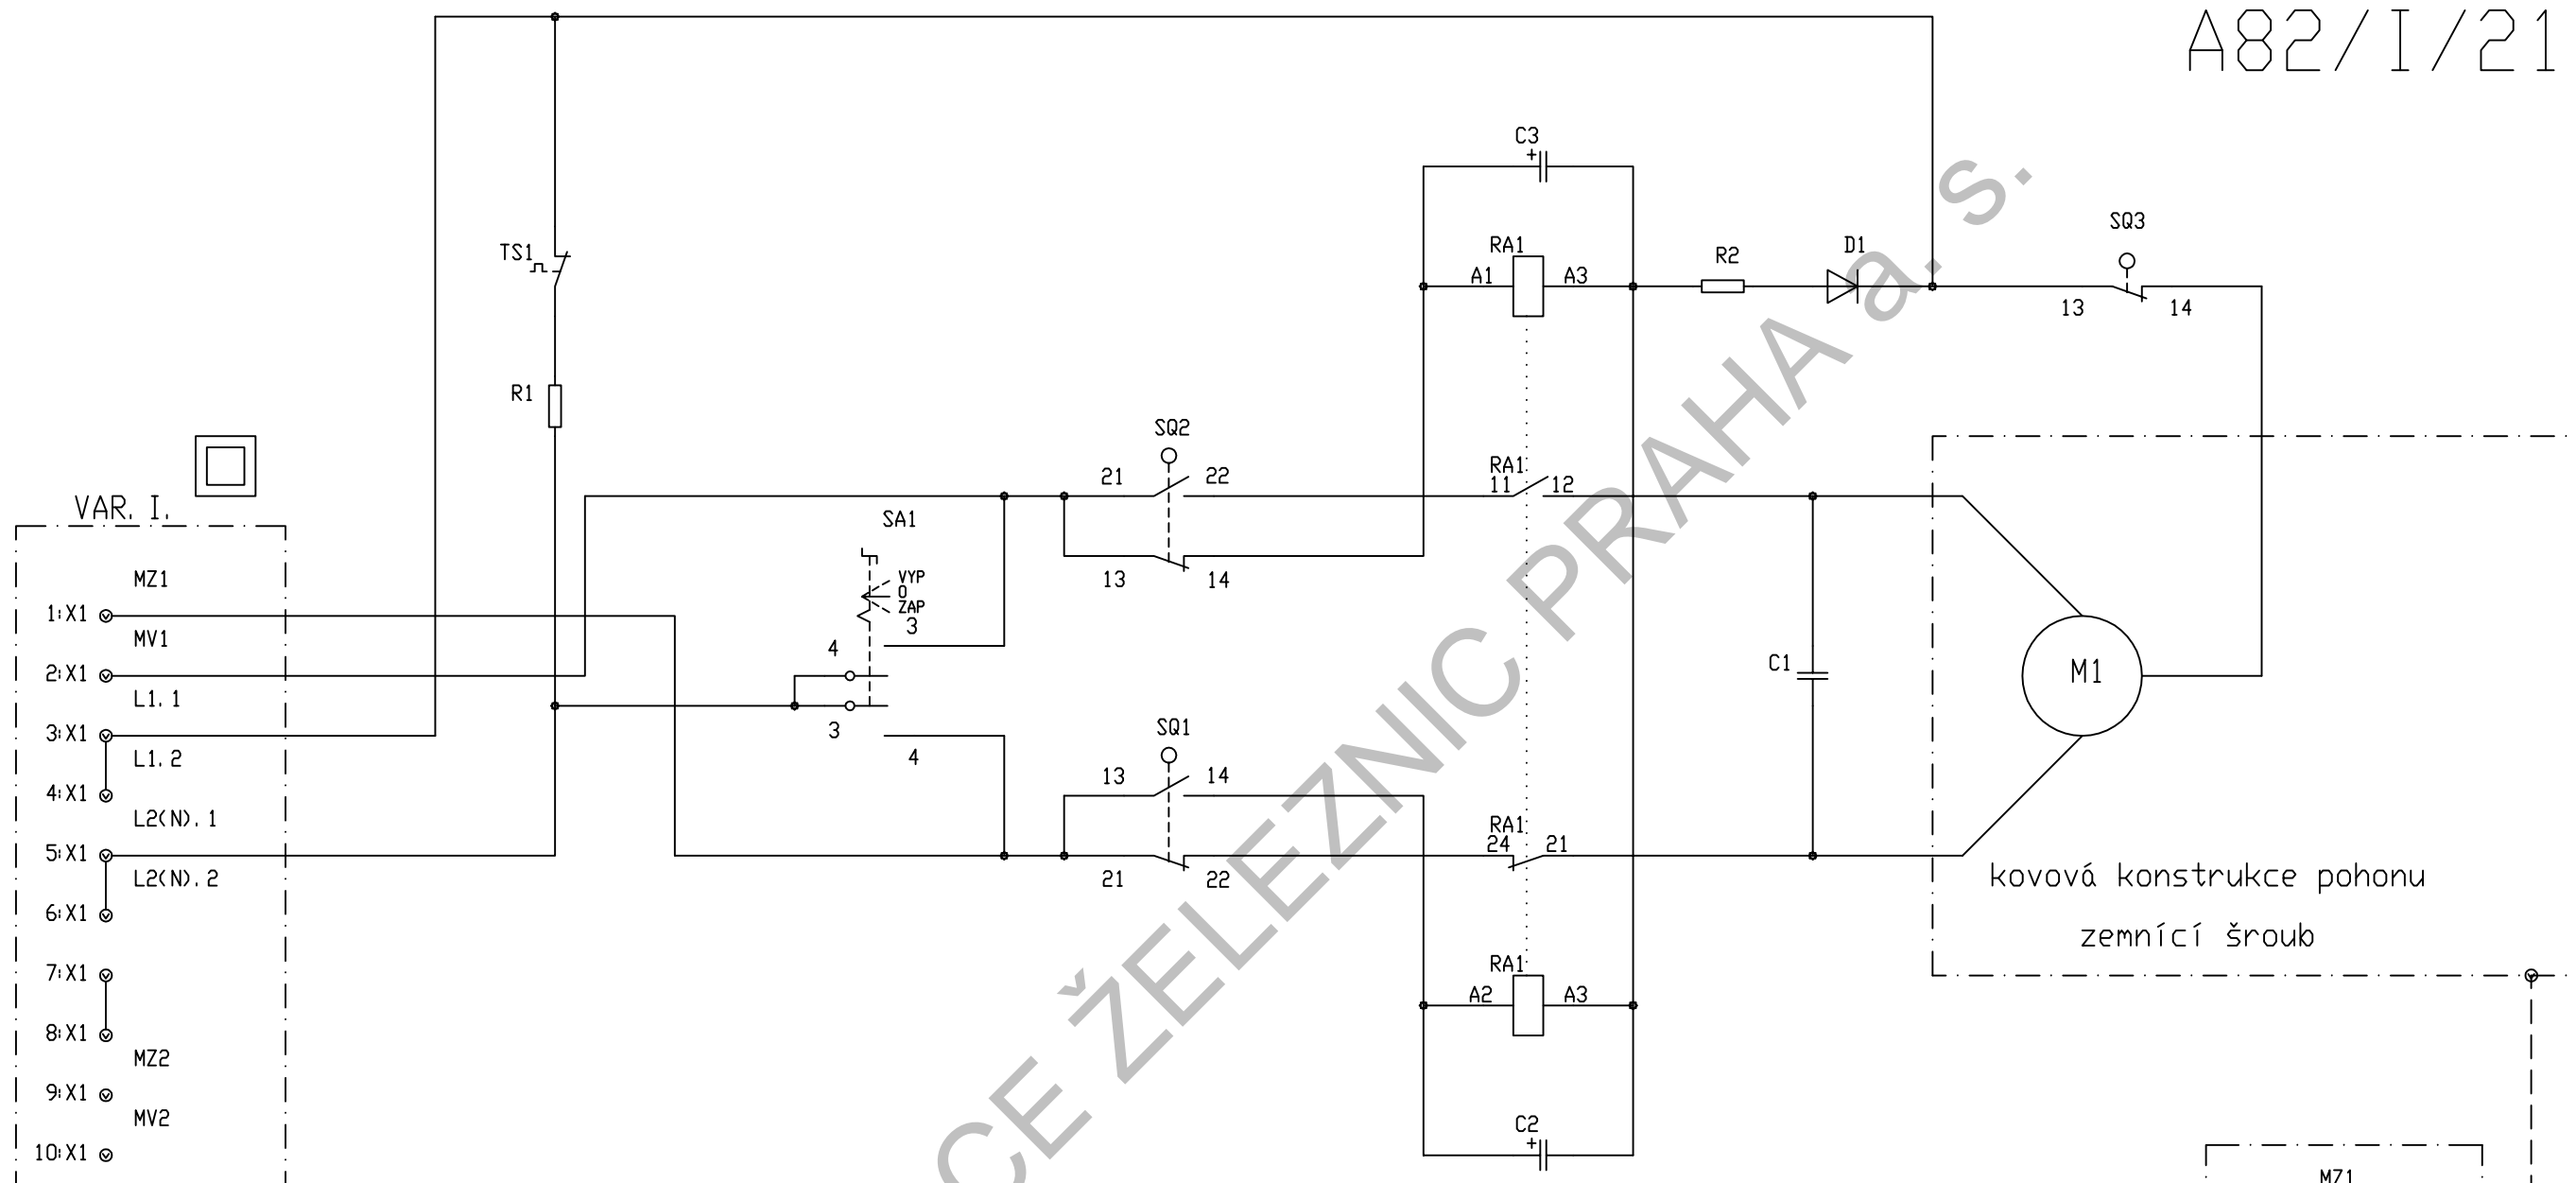 A82/I/21
C3
+
SQ3
TS1
RA1
R2
D1
A1
A3
13
14
R1
SQ2
21
22
RA1
11
12
VAR. I.
SA1
13
14
VYP
0
ZAP
MZ1
1:X1
3
MV1
4
2:X1
C1
M1
L1.1
3:X1
3
SQ1
L1.2
4
13
14
4:X1
L2(N).1
RA1
24
21
5:X1
21
22
L2(N).2
kovová konstrukce pohonu
6:X1
zemnící šroub
RA1
7:X1
A2
A3
8:X1
MZ2
9:X1
MV2
C2
+
10:X1
MZ1
CE ŽELEZNIC PRAHA a. s.